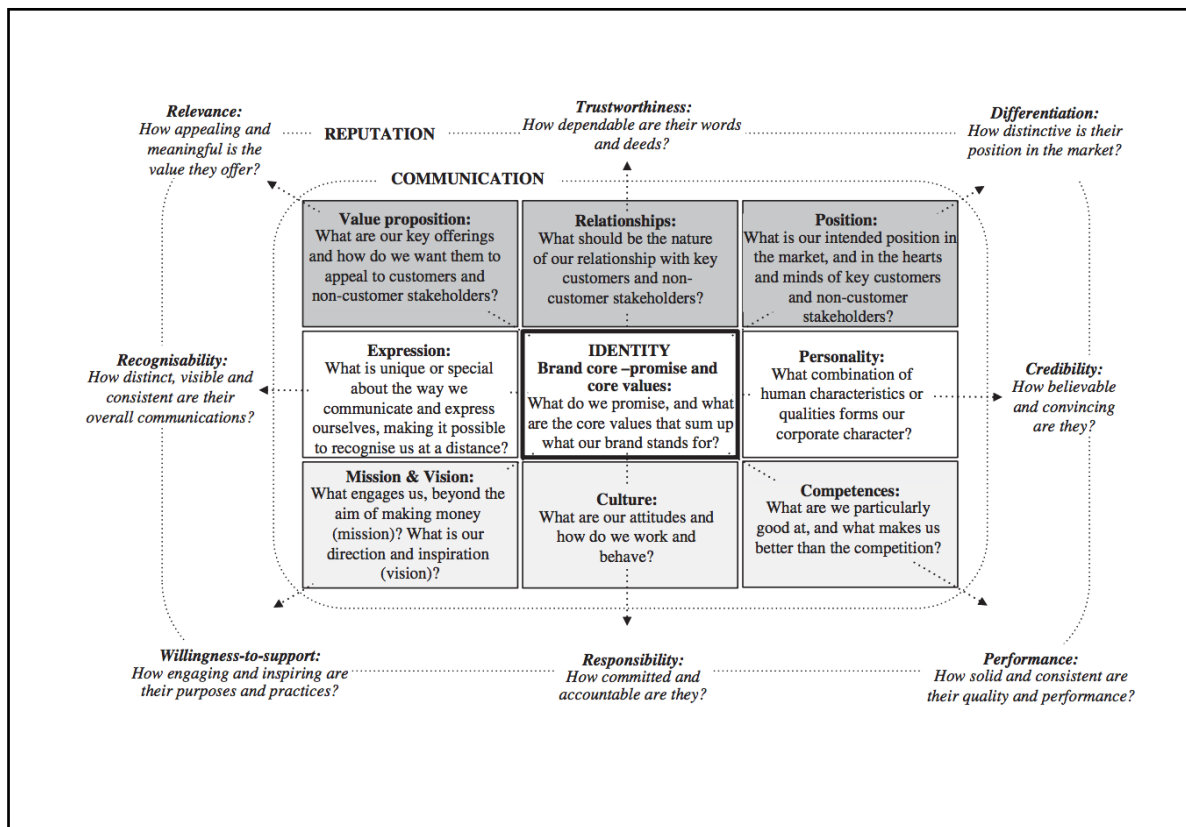 Relevance:
How appealing and
meaningful is the
value they offer?
REPUTATION
Trustworthiness:
How dependable are their words
and deeds?
Differentiation:
How distinctive is their
position in the market?
COMMUNICATION
Value proposition:
What are our key offerings
and how do we want them to
appeal to customers and
non-customer stakeholders?
Relationships:
What should be the nature
of our relationship with key
customers and non-
customer stakeholders?
Position:
What is our intended position in
the market, and in the hearts
and minds of key customers
and non-customer
stakeholders?
Recognisability:
How distinct, visible and
consistent are their
overall communications?
Expression:
What is unique or special
about the way we
communicate and express
ourselves, making it possible
to recognise us at a distance?
IDENTITY
Brand core –promise and
core values:
What do we promise, and what
are the core values that sum up
what our brand stands for?
Personality:
What combination of
human characteristics or
qualities forms our
corporate character?
Credibility:
How believable
and convincing
are they?
Mission & Vision:
What engages us, beyond the
aim of making money
(mission)? What is our
direction and inspiration
(vision)?
Culture:
What are our attitudes and
how do we work and
behave?
Competences:
What are we particularly
good at, and what makes us
better than the competition?
Willingness-to-support:
How engaging and inspiring are
their purposes and practices?
Responsibility:
How committed and
accountable are they?
Performance:
How solid and consistent are
their quality and performance?